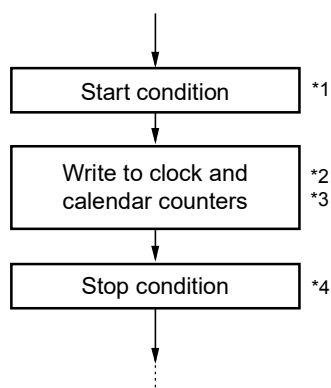 Start condition
*1
Write to clock and
calendar counters
*2
*3
Stop condition
*4